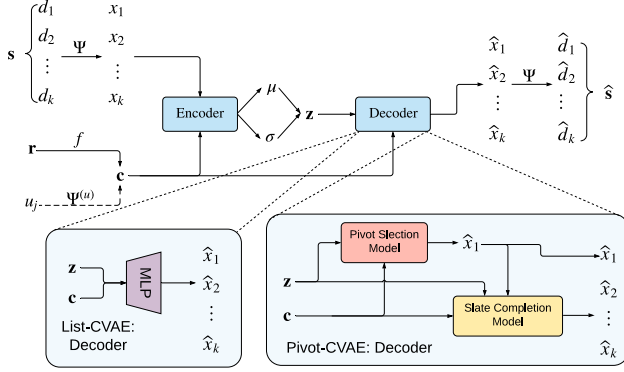 s
d₁
d₂
⋮
dₖ
Ψ
x₁
x₂
⋮
xₖ
Encoder
μ
σ
z
Decoder
x̂₁
x̂₂
⋮
x̂ₖ
Ψ
d̂₁
d̂₂
⋮
d̂ₖ
ŝ
r
f
c
uⱼ
Ψ⁽ᵘ⁾
z
c
MLP
x̂₁
x̂₂
⋮
x̂ₖ
List-CVAE:
Decoder
Pivot Slection
Model
x̂₁
x̂₁
z
c
Slate Completion
Model
x̂₂
⋮
x̂ₖ
Pivot-CVAE: Decoder